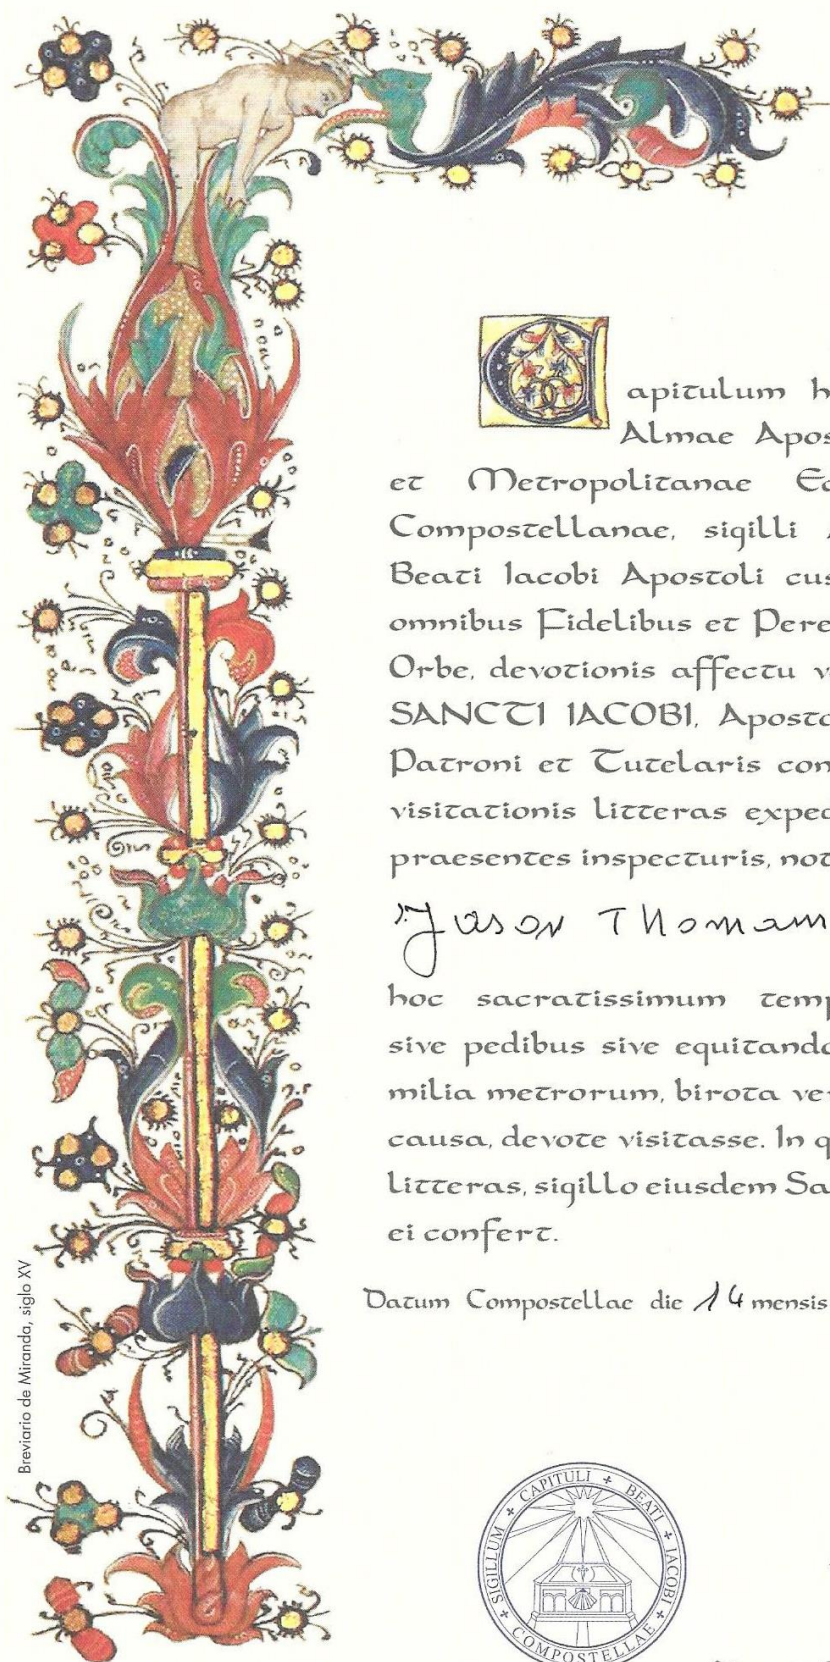 Capitulum h
Almae Apos
et Metropolitanae Ec
Compostellanae, sigilli
Beati Iacobi Apostoli cus
omnibus Fidelibus et Pere
Orbe, devotionis affectu v
SANCTI IACOBI, Aposto
Patroni et Tutelaris con
visitationis litteras exped
praesentes inspecturis, not
Jason Thomam
hoc sacratissimum temp
sive pedibus sive equitando
milia metrorum, birota ver
causa, devote visitasse. In q
litteras, sigillo eiusdem Sa
ei confert.
Datum Compostellae die 14 mensis
Breviario de Miranda, siglo XV
SIGILLUM + CAPITULI + BEATI + IACOBI + COMPOSTELLAE +